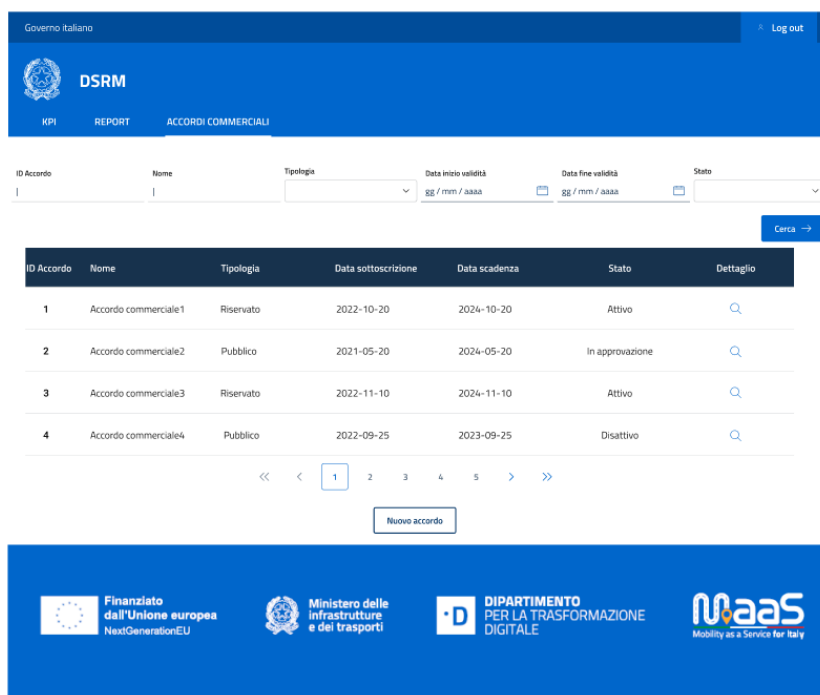 Governo italiano
Log out
DSRM
KPI REPORT ACCORDI COMMERCIALI
ID Accordo Nome Tipologia Data inizio validità Data fine validità Stato
gg / mm / aaaa gg / mm / aaaa
Cerca
ID Accordo Nome Tipologia Data sottoscrizione Data scadenza Stato Dettaglio
1 Accordo commerciale1 Riservato 2022-10-20 2024-10-20 Attivo
2 Accordo commerciale2 Pubblico 2021-05-20 2024-05-20 In approvazione
3 Accordo commerciale3 Riservato 2022-11-10 2024-11-10 Attivo
4 Accordo commerciale4 Pubblico 2022-09-25 2023-09-25 Disattivo
1 2 3 4 5
Nuovo accordo
Finanziato
dall'Unione europea
NextGenerationEU
Ministero delle
infrastrutture
e dei trasporti
·D
DIPARTIMENTO
PER LA TRASFORMAZIONE
DIGITALE
MaaS
Mobility as a Service for Italy